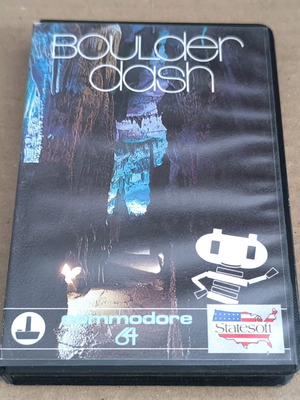 BOULDER
dash
commodore
64
Statesoft